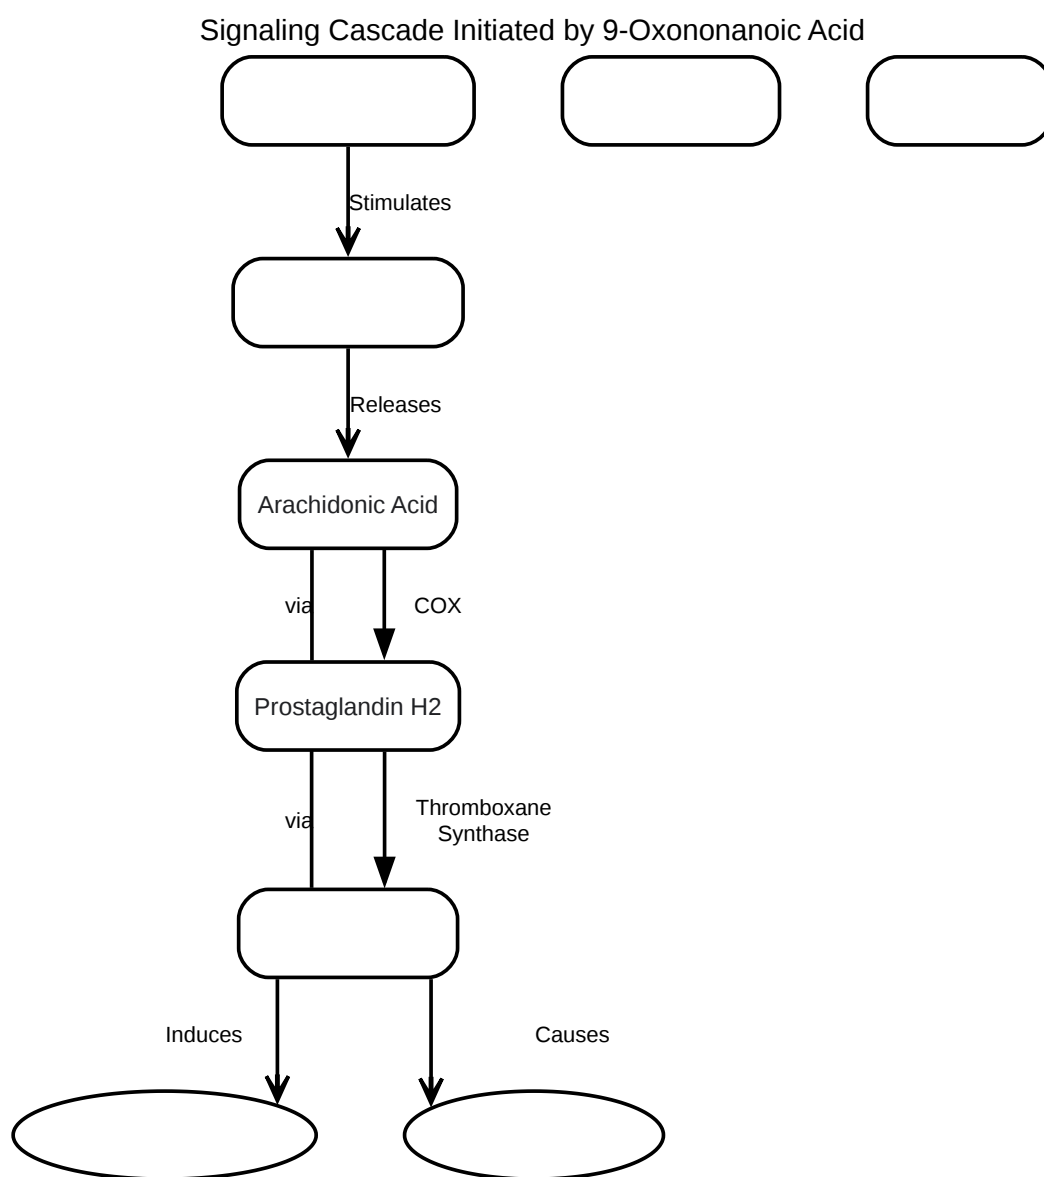 Signaling Cascade Initiated by 9-Oxononanoic Acid
Stimulates
Releases
Arachidonic Acid
via
COX
Prostaglandin H2
via
Thromboxane
Synthase
Induces
Causes